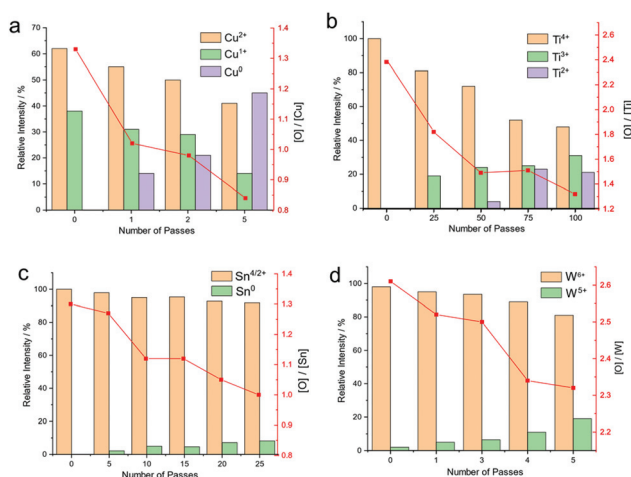 a
Cu2+
Cu1+
Cu0
Relative Intensity / %
70
60
50
40
30
20
10
0
0 1 2 5
Number of Passes
1.4
1.3
1.2
1.1
1.0
0.9
0.8
[O] / [Cu]
b
Ti4+
Ti3+
Ti2+
Relative Intensity / %
100
80
60
40
20
0
0 25 50 75 100
Number of Passes
2.6
2.4
2.2
2.0
1.8
1.6
1.4
1.2
[O] / [Ti]
c
Sn4/2+
Sn0
Relative Intensity / %
100
80
60
40
20
0
0 5 10 15 20 25
Number of Passes
1.4
1.3
1.2
1.1
1.0
0.9
0.8
[O] / [Sn]
d
W6+
W5+
Relative Intensity / %
100
80
60
40
20
0
0 1 3 4 5
Number of Passes
2.6
2.5
2.4
2.3
2.2
[O] / [W]